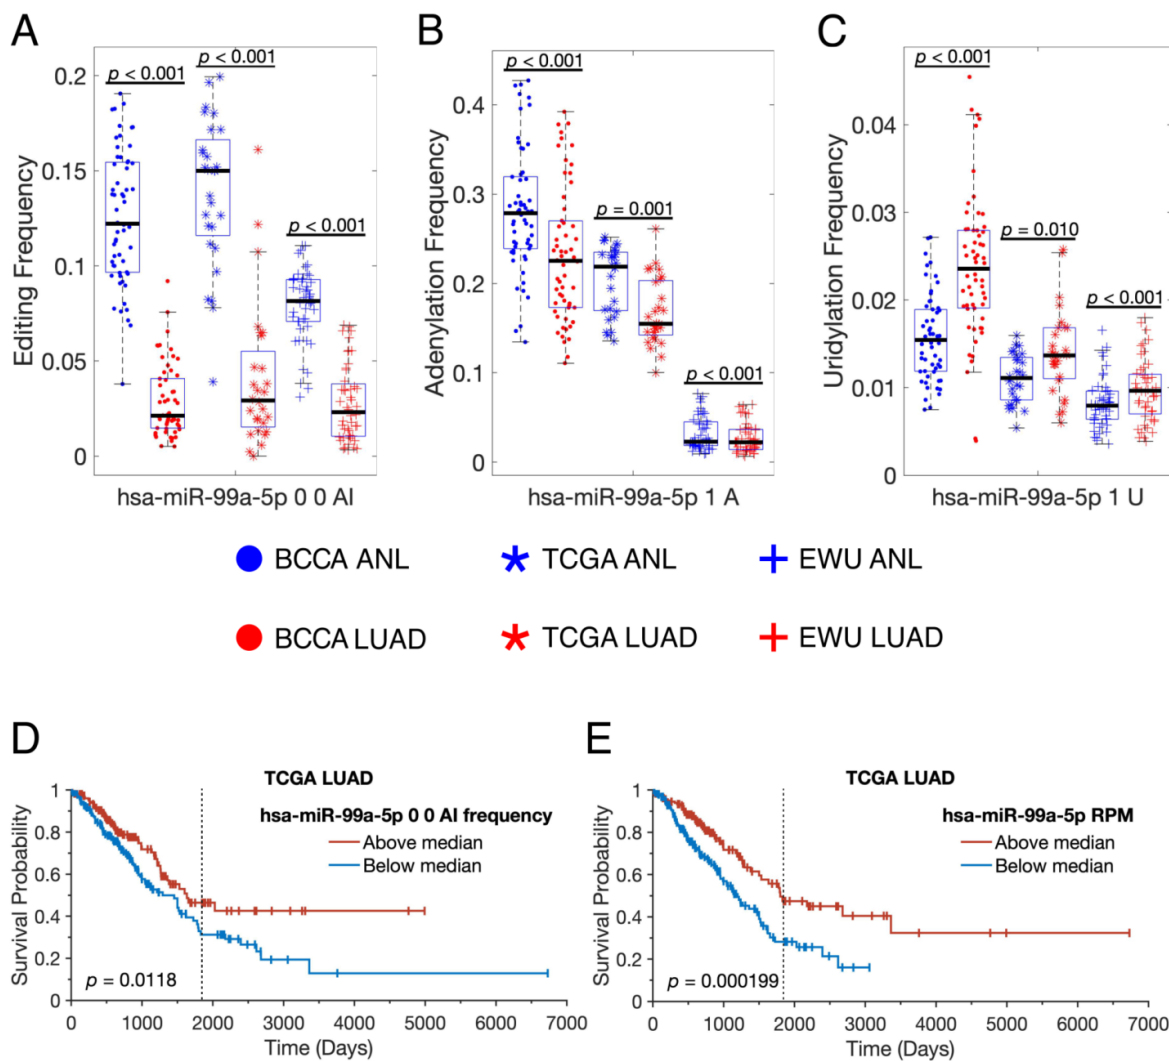 A
B
C
p < 0.001
p < 0.001
p < 0.001
Editing Frequency
0.2
0.15
0.1
0.05
0
hsa-miR-99a-5p 0 0 AI
p < 0.001
p = 0.001
p < 0.001
Adenylation Frequency
0.4
0.3
0.2
0.1
0
hsa-miR-99a-5p 1 A
p < 0.001
p = 0.010
p < 0.001
Uridylation Frequency
0.04
0.03
0.02
0.01
0
hsa-miR-99a-5p 1 U
BCCA ANL
TCGA ANL
EWU ANL
BCCA LUAD
TCGA LUAD
EWU LUAD
D
TCGA LUAD
hsa-miR-99a-5p 0 0 AI frequency
Above median
Below median
Survival Probability
1
0.8
0.6
0.4
0.2
0
p = 0.0118
0 1000 2000 3000 4000 5000 6000 7000
Time (Days)
E
TCGA LUAD
hsa-miR-99a-5p RPM
Above median
Below median
Survival Probability
1
0.8
0.6
0.4
0.2
0
p = 0.000199
0 1000 2000 3000 4000 5000 6000 7000
Time (Days)